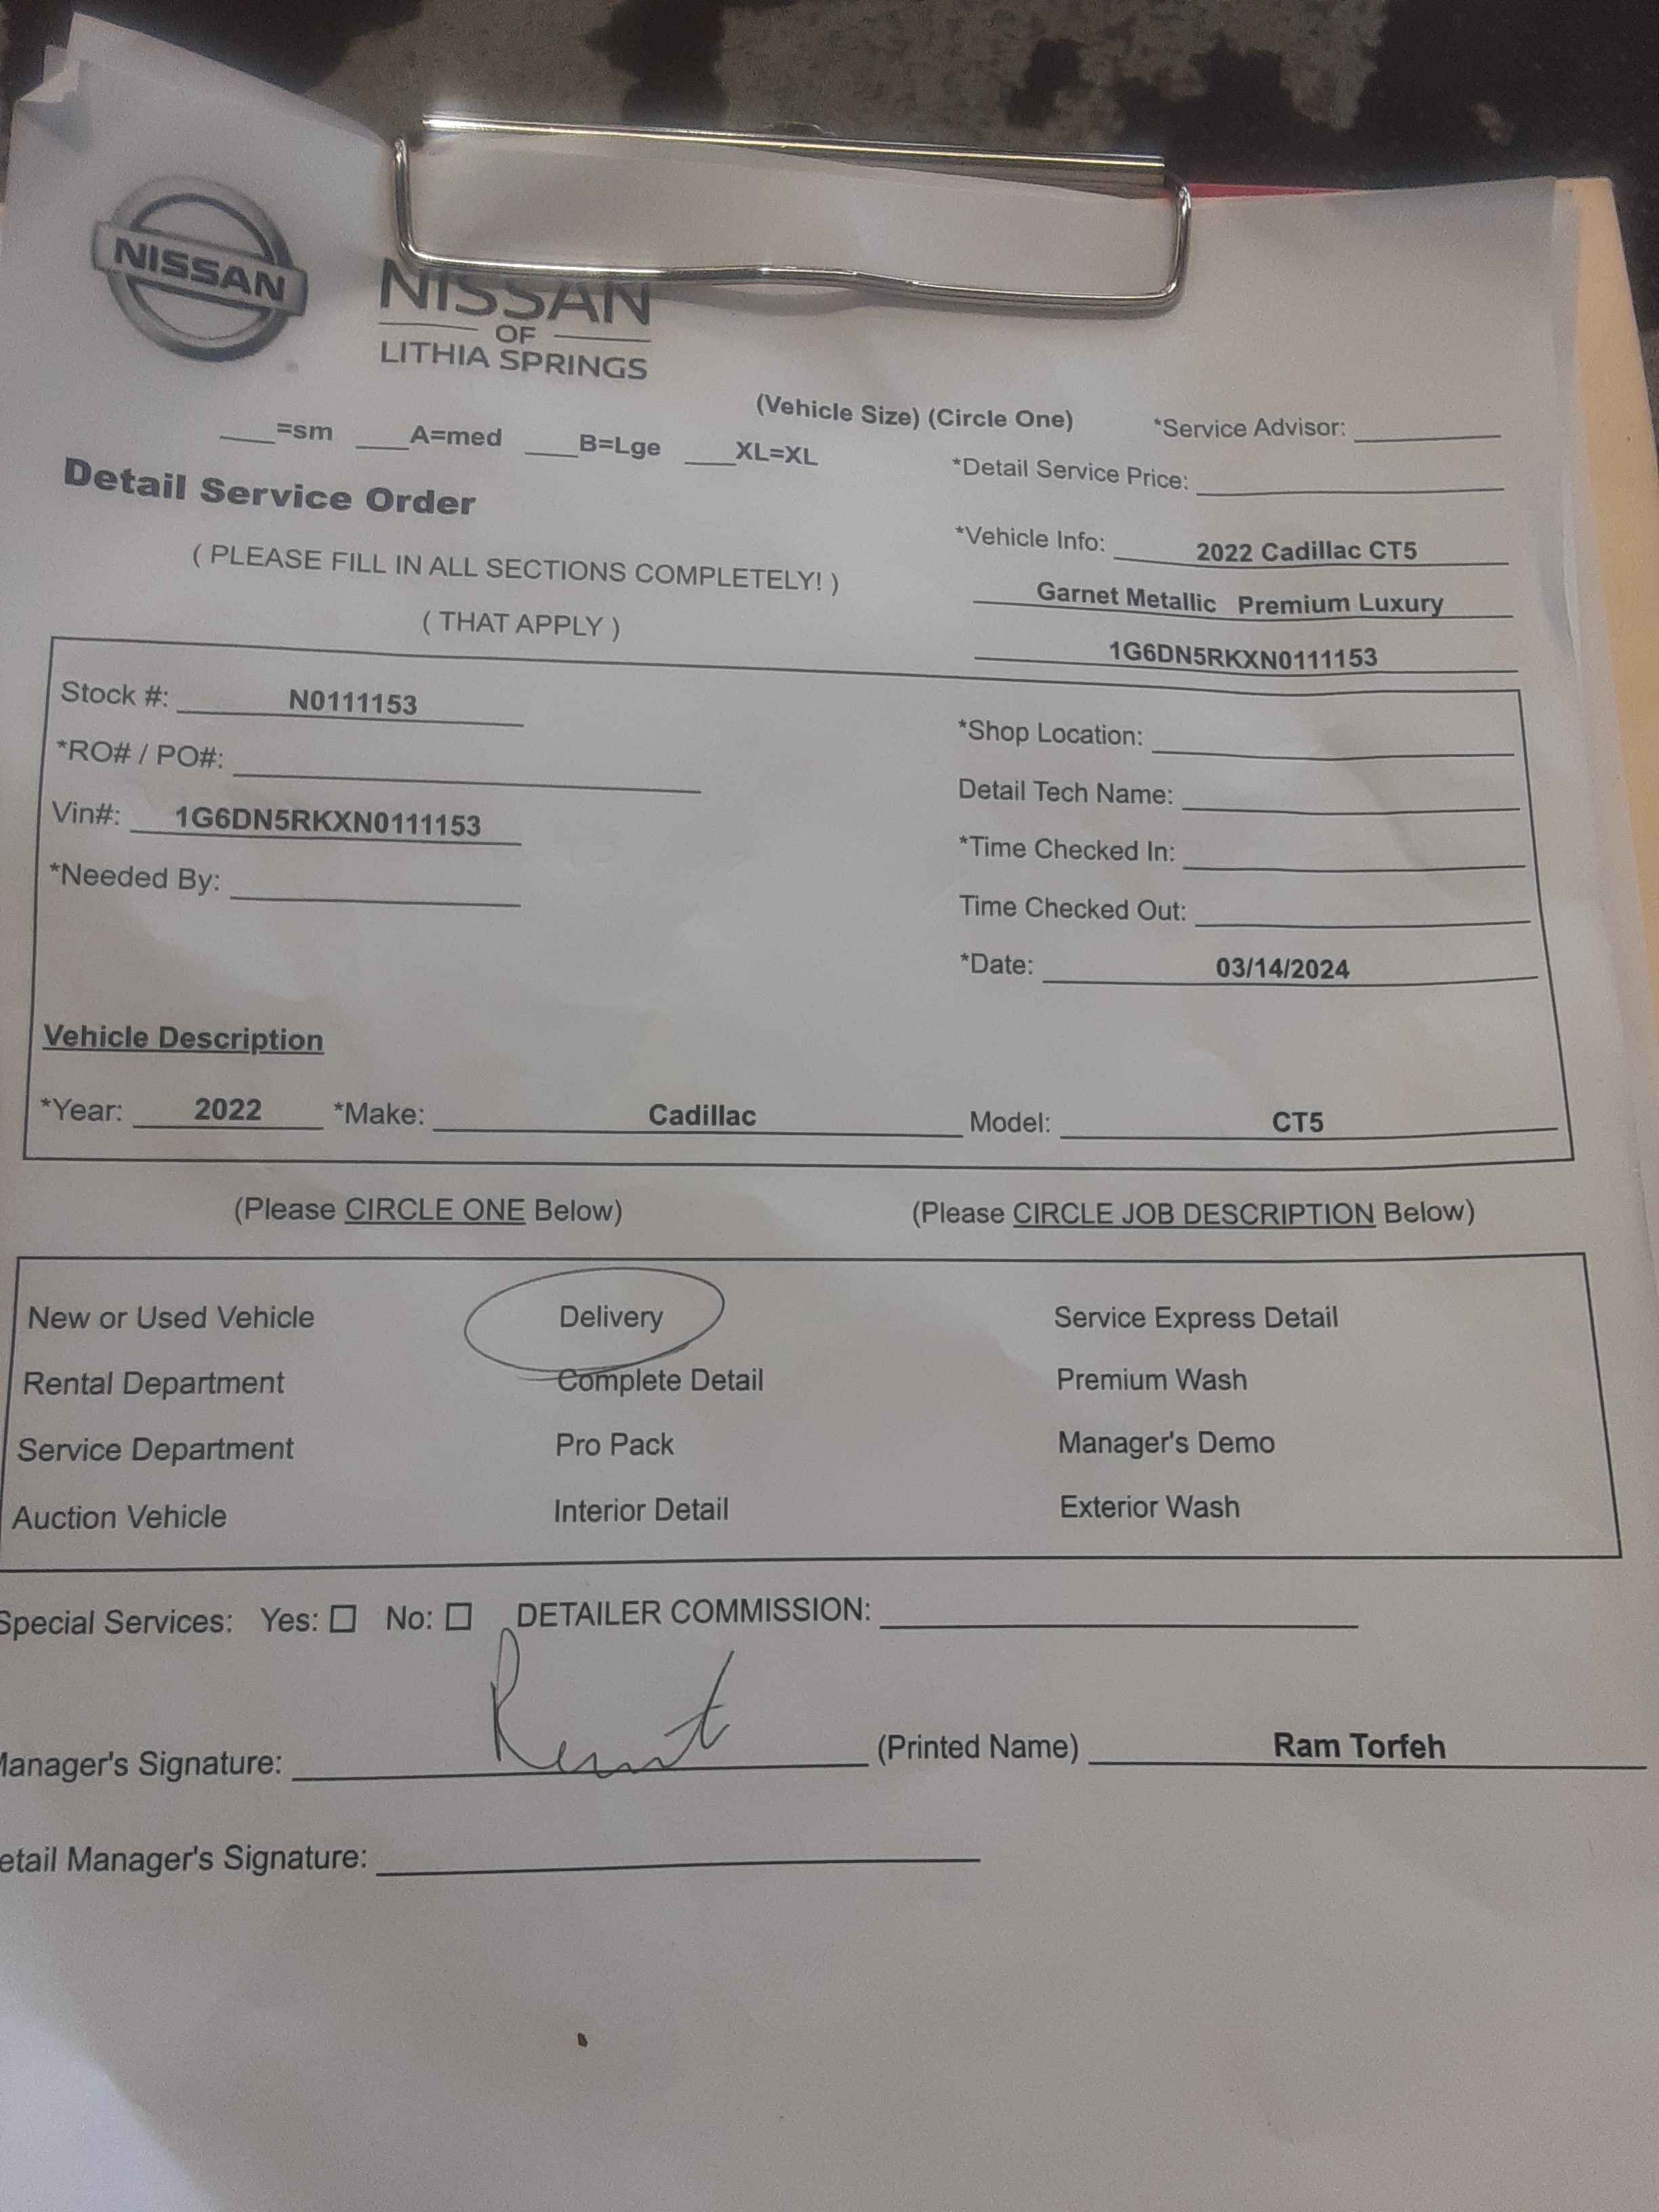 NISSAN
NISSAN
OF
LITHIA SPRINGS
(Vehicle Size) (Circle One)
___=sm ___A=med ___B=Lge ___XL=XL
*Service Advisor:
*Detail Service Price:
Detail Service Order
( PLEASE FILL IN ALL SECTIONS COMPLETELY! )
( THAT APPLY )
*Vehicle Info: 2022 Cadillac CT5
Garnet Metallic Premium Luxury
1G6DN5RKXN0111153
Stock #: N0111153
*RO# / PO#:
Vin#: 1G6DN5RKXN0111153
*Needed By:
*Shop Location:
Detail Tech Name:
*Time Checked In:
Time Checked Out:
*Date: 03/14/2024
Vehicle Description
*Year: 2022 *Make: Cadillac Model: CT5
(Please CIRCLE ONE Below) (Please CIRCLE JOB DESCRIPTION Below)
New or Used Vehicle Delivery Service Express Detail
Rental Department Complete Detail Premium Wash
Service Department Pro Pack Manager's Demo
Auction Vehicle Interior Detail Exterior Wash
Special Services: Yes: ☐ No: ☐ DETAILER COMMISSION:
Manager's Signature: (Printed Name) Ram Torfeh
etail Manager's Signature: